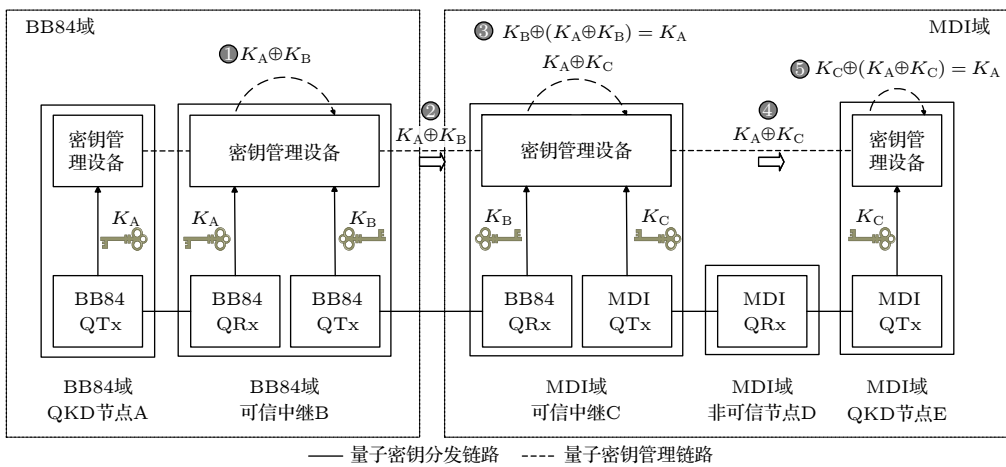 BB84域
MDI域
① K_A⊕K_B
② K_A⊕K_B
③ K_B⊕(K_A⊕K_B) = K_A
K_A⊕K_C
④ K_A⊕K_C
⑤ K_C⊕(K_A⊕K_C) = K_A
密钥管
理设备
密钥管理设备
密钥管理设备
密钥管
理设备
K_A
K_A
K_B
K_B
K_C
K_C
BB84
QTx
BB84
QRx
BB84
QTx
BB84
QRx
MDI
QTx
MDI
QRx
MDI
QTx
BB84域
QKD节点A
BB84域
可信中继B
MDI域
可信中继C
MDI域
非可信节点D
MDI域
QKD节点E
量子密钥分发链路
量子密钥管理链路